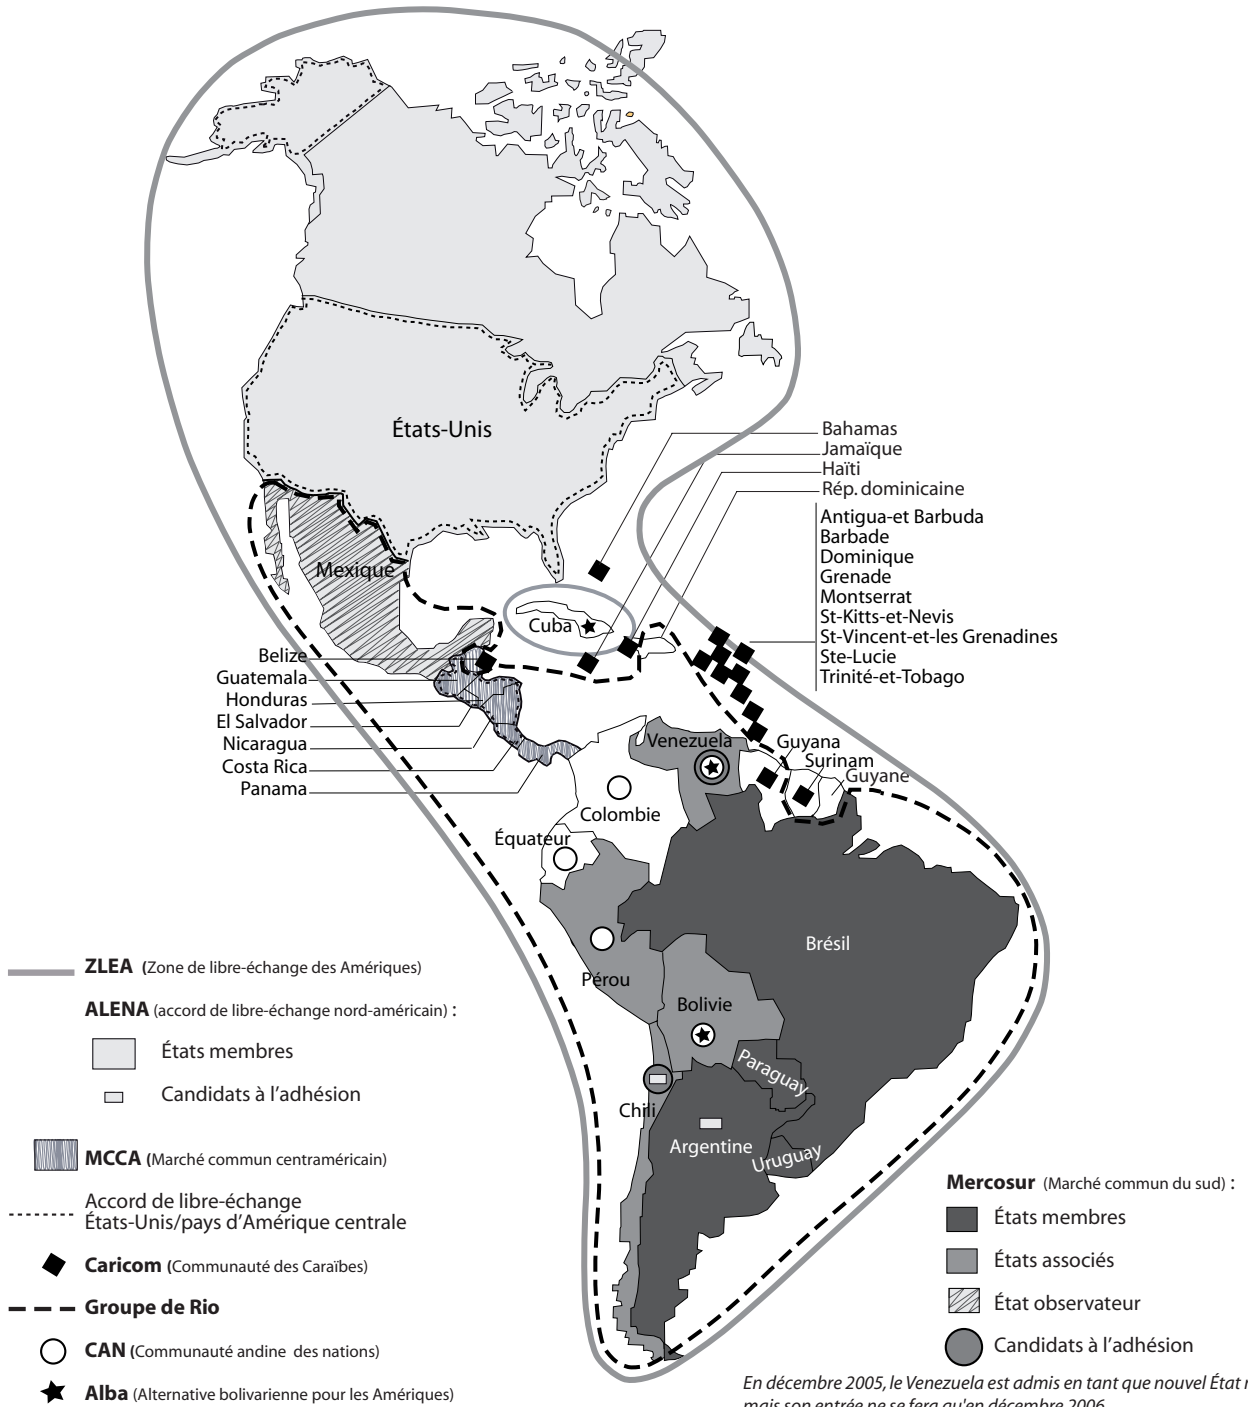 États-Unis
Bahamas
Jamaïque
Haïti
Rép. dominicaine
Antigua-et Barbuda
Barbade
Dominique
Grenade
Montserrat
St-Kitts-et-Nevis
St-Vincent-et-les Grenadines
Ste-Lucie
Trinité-et-Tobago
Mexique
Cuba
Belize
Guatemala
Honduras
El Salvador
Nicaragua
Costa Rica
Panama
Venezuela
Guyana
Surinam
Guyane
Colombie
Équateur
Brésil
Pérou
Bolivie
Paraguay
Chili
Argentine
Uruguay
ZLEA (Zone de libre-échange des Amériques)
ALENA (accord de libre-échange nord-américain) :
États membres
Candidats à l'adhésion
MCCA (Marché commun centraméricain)
Accord de libre-échange
États-Unis/pays d'Amérique centrale
Caricom (Communauté des Caraïbes)
Groupe de Rio
CAN (Communauté andine des nations)
Alba (Alternative bolivarienne pour les Amériques)
Mercosur (Marché commun du sud) :
États membres
États associés
État observateur
Candidats à l'adhésion
En décembre 2005, le Venezuela est admis en tant que nouvel État
mais son entrée ne se fera qu'en décembre 2006